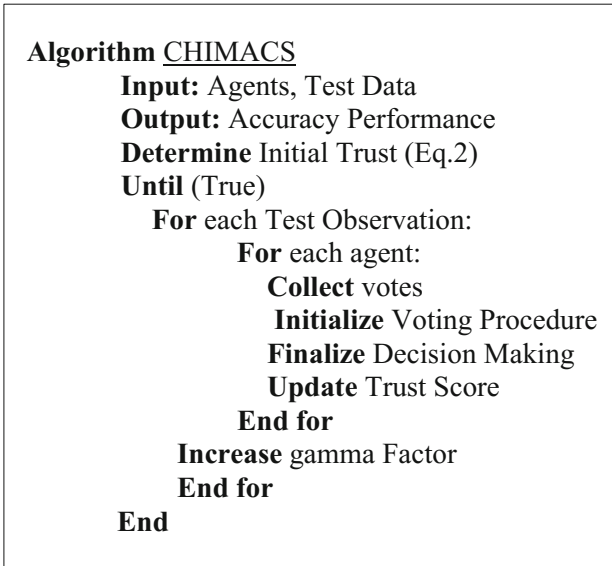 Algorithm CHIMACS
Input: Agents, Test Data
Output: Accuracy Performance
Determine Initial Trust (Eq.2)
Until (True)
For each Test Observation:
For each agent:
Collect votes
Initialize Voting Procedure
Finalize Decision Making
Update Trust Score
End for
Increase gamma Factor
End for
End